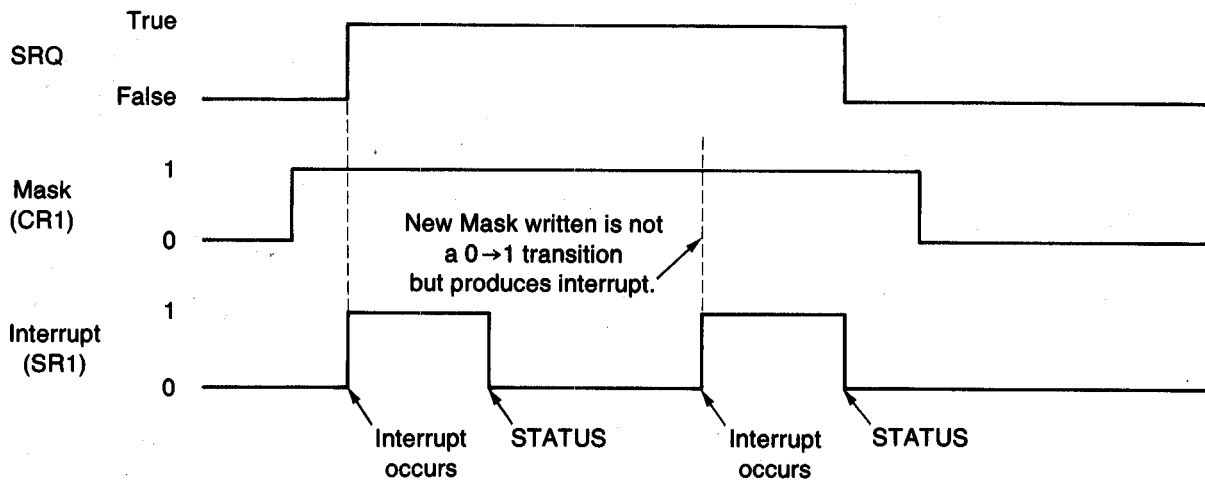 True
SRQ
False
1
Mask
(CR1)
0
New Mask written is not
a 0→1 transition
but produces interrupt.
1
Interrupt
(SR1)
0
Interrupt
occurs
STATUS
Interrupt
occurs
STATUS